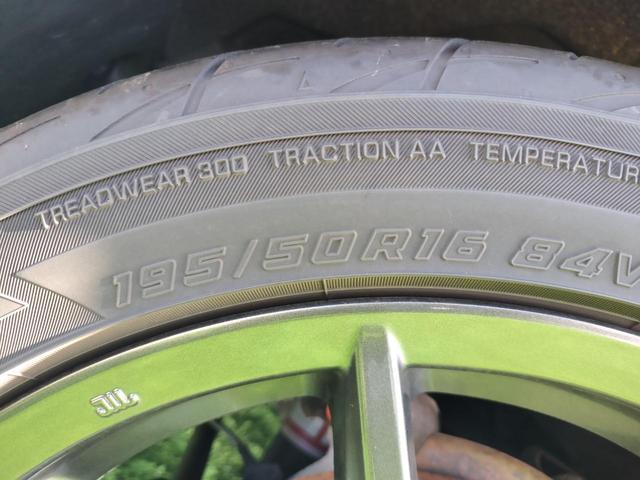 TREADWEAR 300 TRACTION AA TEMPERATUR
195/50R16 84V